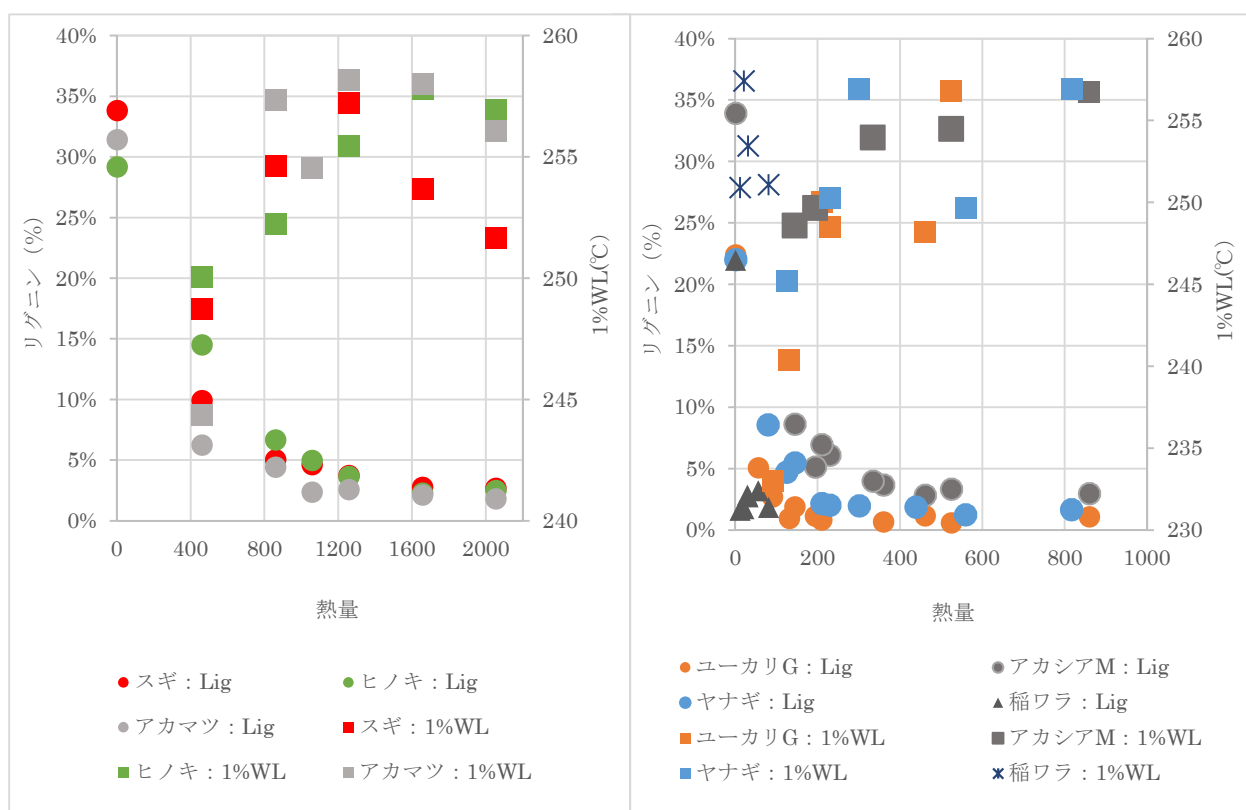 40%
35%
30%
25%
20%
15%
10%
5%
0%
リグニン（%）
260
255
250
245
240
1%WL(℃)
0 400 800 1200 1600 2000
熱量
スギ：Lig ヒノキ：Lig
アカマツ：Lig スギ：1%WL
ヒノキ：1%WL アカマツ：1%WL
40%
35%
30%
25%
20%
15%
10%
5%
0%
リグニン（%）
260
255
250
245
240
235
230
1%WL(℃)
0 200 400 600 800 1000
熱量
ユーカリG：Lig アカシアM：Lig
ヤナギ：Lig 稲ワラ：Lig
ユーカリG：1%WL アカシアM：1%WL
ヤナギ：1%WL 稲ワラ：1%WL